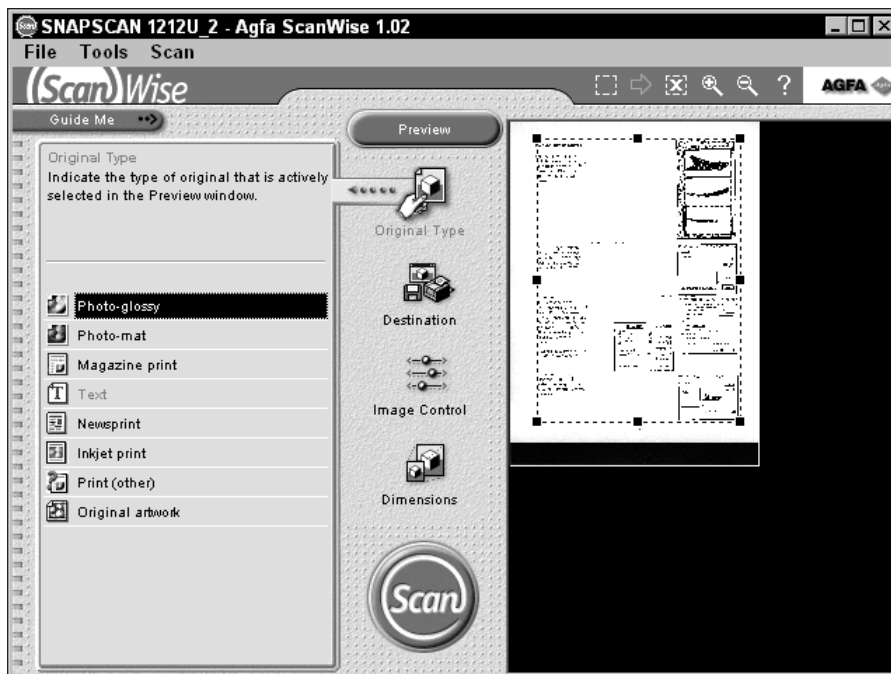 SNAPSCAN 1212U_2 - Agfa ScanWise 1.02
File Tools Scan
((Scan) Wise
? AGFA
Guide Me
Preview
Original Type
Indicate the type of original that is actively
selected in the Preview window.
Original Type
Photo-glossy
Photo-mat
Magazine print
Text
Newsprint
Inkjet print
Print (other)
Original artwork
Destination
Image Control
Dimensions
Scan